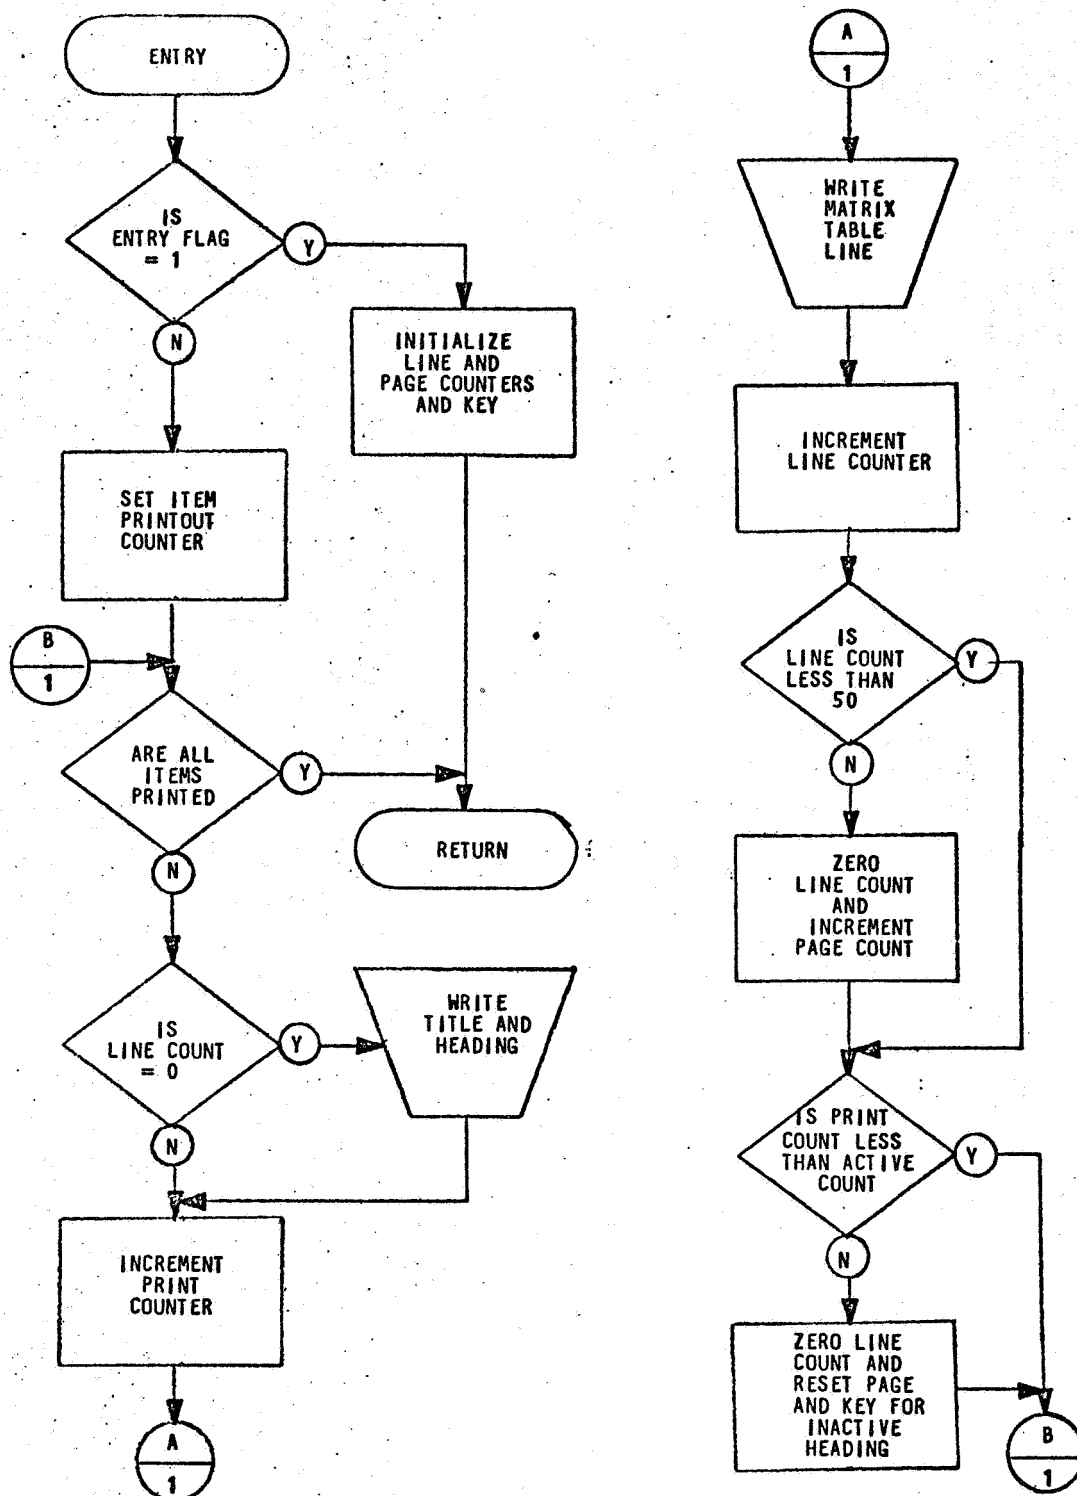 ENTRY
IS
ENTRY FLAG
= 1
Y
N
INITIALIZE
LINE AND
PAGE COUNTERS
AND KEY
SET ITEM
PRINTOUT
COUNTER
B
1
ARE ALL
ITEMS
PRINTED
Y
N
RETURN
IS
LINE COUNT
= 0
Y
N
WRITE
TITLE AND
HEADING
INCREMENT
PRINT
COUNTER
A
1
A
1
WRITE
MATRIX
TABLE
LINE
INCREMENT
LINE COUNTER
IS
LINE COUNT
LESS THAN
50
Y
N
ZERO
LINE COUNT
AND
INCREMENT
PAGE COUNT
IS PRINT
COUNT LESS
THAN ACTIVE
COUNT
Y
N
ZERO LINE
COUNT AND
RESET PAGE
AND KEY FOR
INACTIVE
HEADING
B
1